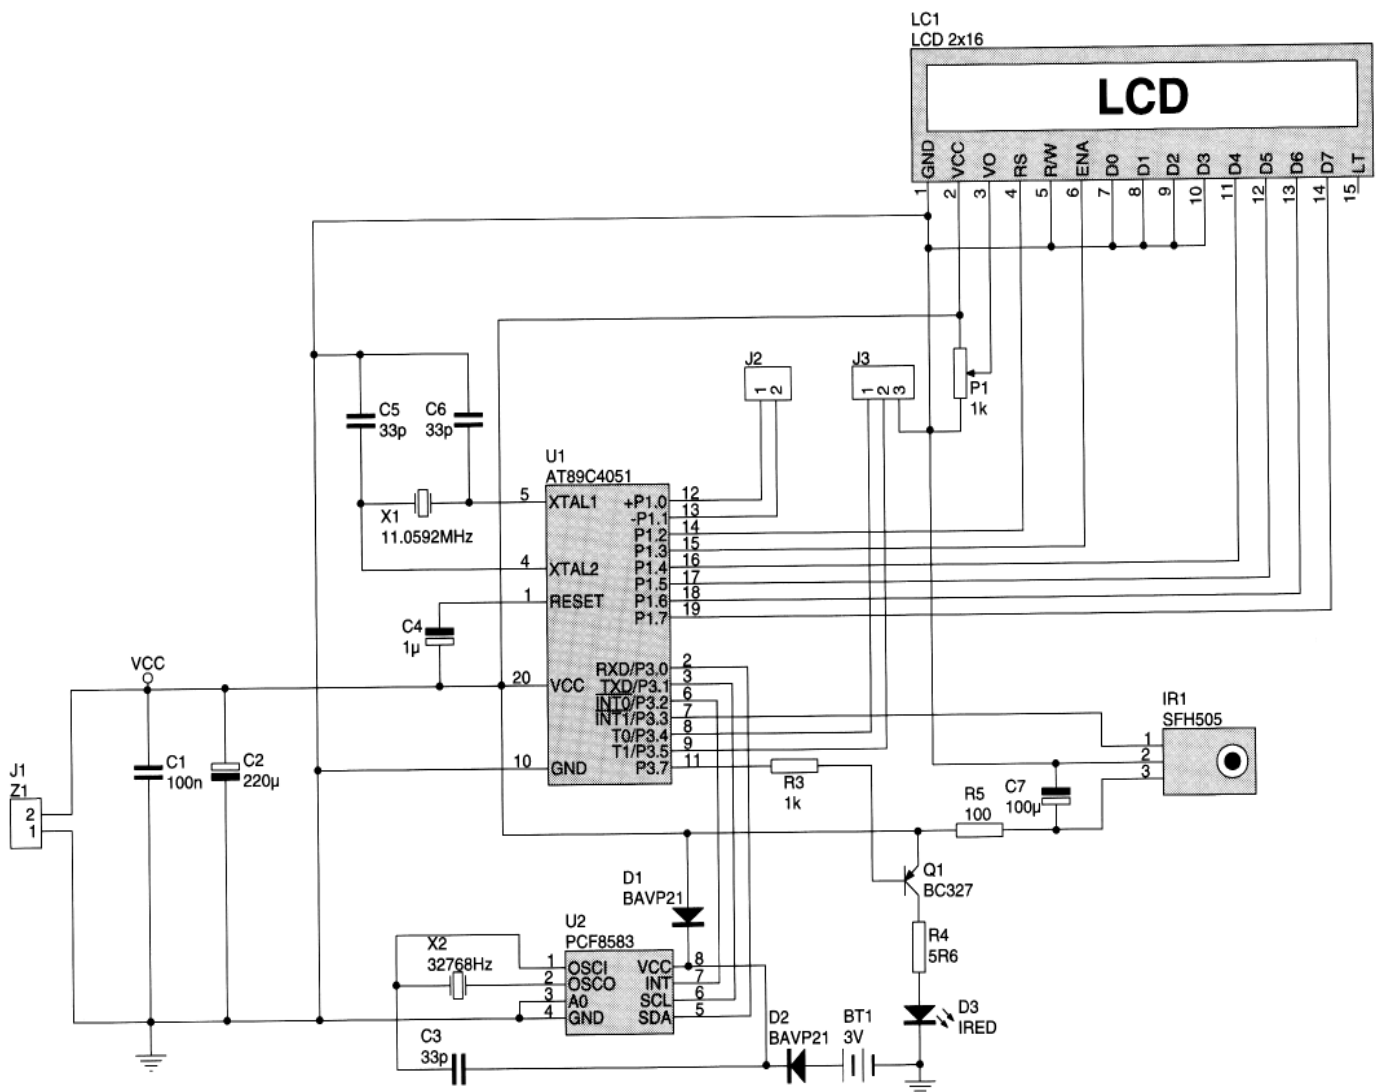 LC1
LCD 2x16
LCD
GND
VCC
VO
RS
R/W
ENA
D0
D1
D2
D3
D4
D5
D6
D7
LT
1
2
3
4
5
6
7
8
9
10
11
12
13
14
15
J2
1
2
J3
1
2
3
P1
1k
C5
33p
C6
33p
X1
11.0592MHz
U1
AT89C4051
5
XTAL1
4
XTAL2
1
RESET
20
VCC
10
GND
+P1.0
12
-P1.1
13
P1.2
14
P1.3
15
P1.4
16
P1.5
17
P1.6
18
P1.7
19
RXD/P3.0
2
TXD/P3.1
3
INT0/P3.2
6
INT1/P3.3
7
T0/P3.4
8
T1/P3.5
9
P3.7
11
C4
1µ
VCC
C1
100n
C2
220µ
J1
Z1
2
1
R3
1k
IR1
SFH505
1
2
3
C7
100µ
R5
100
Q1
BC327
R4
5R6
D3
IRED
D1
BAVP21
U2
PCF8583
1
OSCI
2
OSCO
3
A0
4
GND
VCC
8
INT
7
SCL
6
SDA
5
X2
32768Hz
C3
33p
D2
BAVP21
BT1
3V